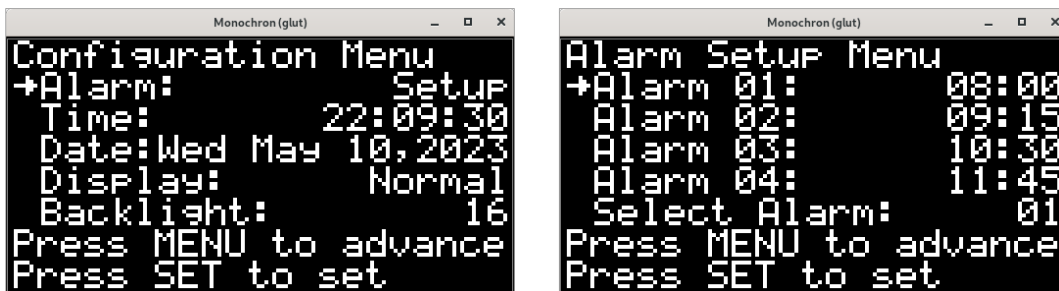 Monochron (glut)
Configuration Menu
Alarm: Setup
Time: 22:09:30
Date:Wed May 10,2023
Display: Normal
Backlight: 16
Press MENU to advance
Press SET to set
Monochron (glut)
Alarm Setup Menu
Alarm 01: 08:00
Alarm 02: 09:15
Alarm 03: 10:30
Alarm 04: 11:45
Select Alarm: 01
Press MENU to advance
Press SET to set